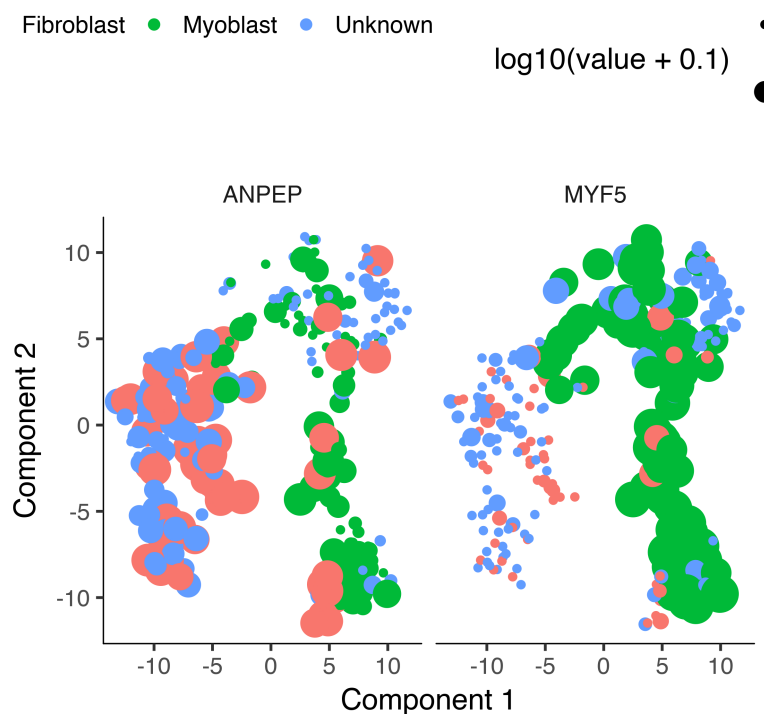 Fibroblast Myoblast Unknown
log10(value + 0.1)
ANPEP MYF5
Component 2
10
5
0
-5
-10
-10 -5 0 5 10 -10 -5 0 5 10
Component 1